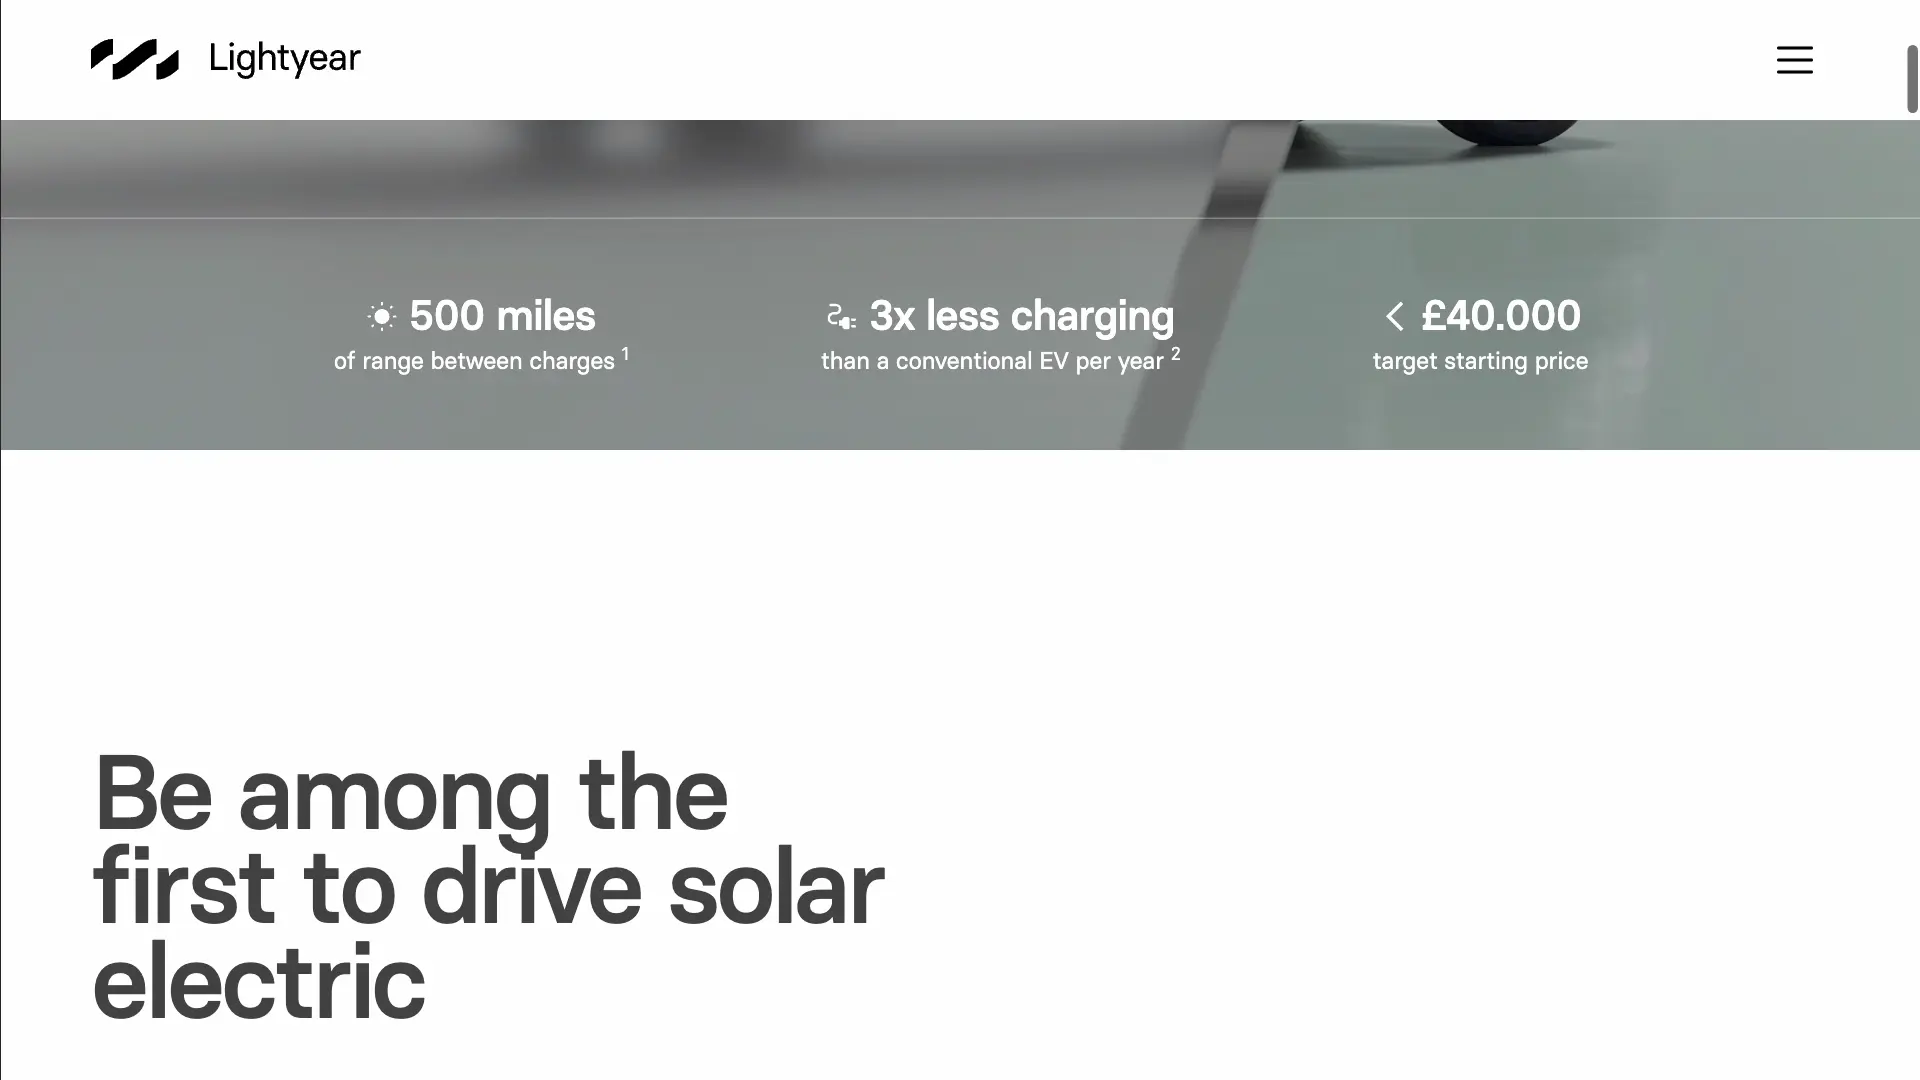 Lightyear
500 miles
of range between charges 1
3x less charging
than a conventional EV per year 2
< £40.000
target starting price
Be among the
first to drive solar
electric